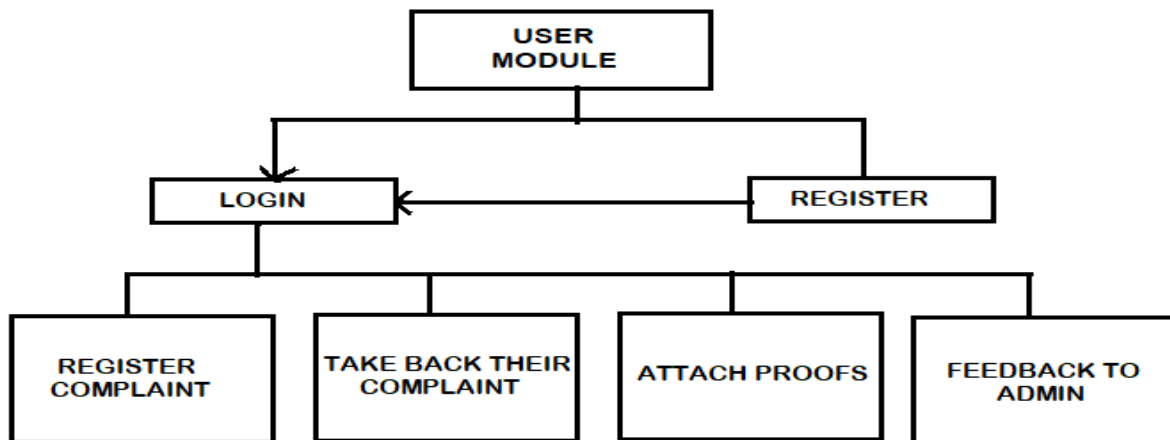 USER
MODULE
LOGIN
REGISTER
REGISTER
COMPLAINT
TAKE BACK THEIR
COMPLAINT
ATTACH PROOFS
FEEDBACK TO
ADMIN